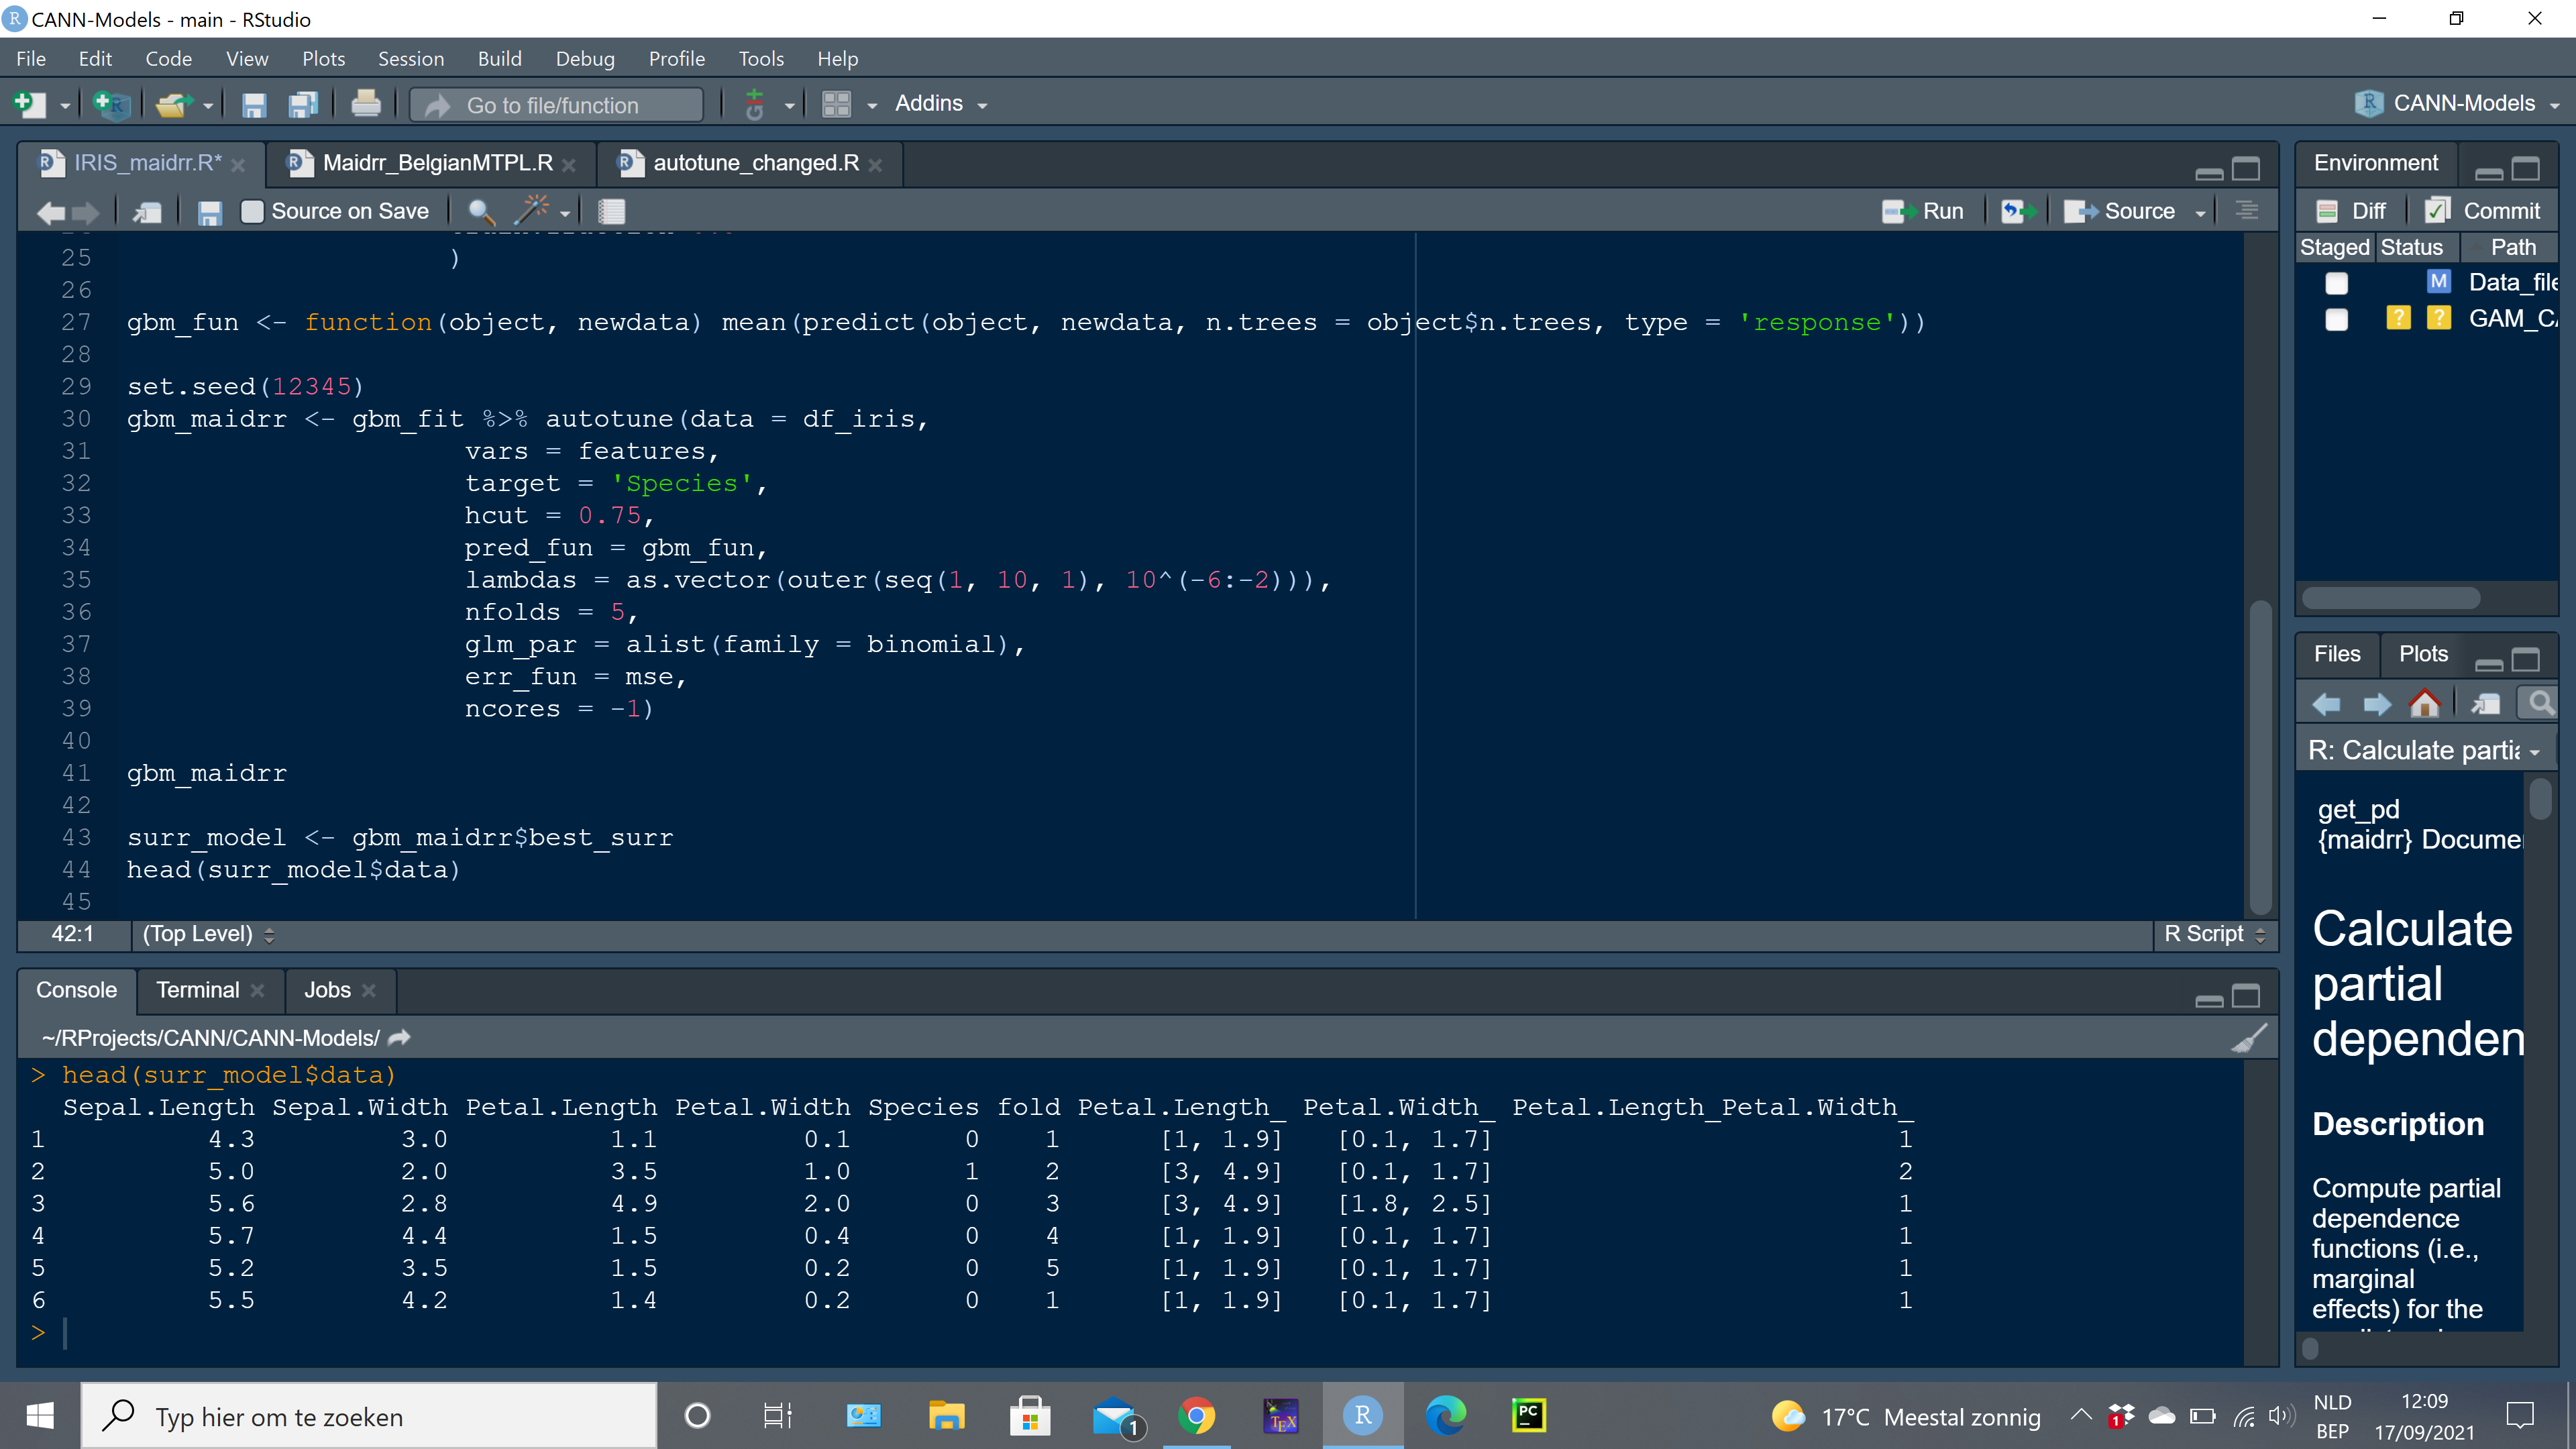 CANN-Models - main - RStudio
File Edit Code View Plots Session Build Debug Profile Tools Help
Go to file/function
Addins
CANN-Models
IRIS_maidrr.R*
Maidrr_BelgianMTPL.R
autotune_changed.R
Source on Save
Run
Source
25 )
26
27 gbm_fun <- function(object, newdata) mean(predict(object, newdata, n.trees = object$n.trees, type = 'response'))
28
29 set.seed(12345)
30 gbm_maidrr <- gbm_fit %>% autotune(data = df_iris,
31 vars = features,
32 target = 'Species',
33 hcut = 0.75,
34 pred_fun = gbm_fun,
35 lambdas = as.vector(outer(seq(1, 10, 1), 10^(-6:-2))),
36 nfolds = 5,
37 glm_par = alist(family = binomial),
38 err_fun = mse,
39 ncores = -1)
40
41 gbm_maidrr
42
43 surr_model <- gbm_maidrr$best_surr
44 head(surr_model$data)
45
42:1 (Top Level)
R Script
Console Terminal Jobs
~/RProjects/CANN/CANN-Models/
> head(surr_model$data)
Sepal.Length Sepal.Width Petal.Length Petal.Width Species fold Petal.Length_ Petal.Width_ Petal.Length_Petal.Width_
1 4.3 3.0 1.1 0.1 0 1 [1, 1.9] [0.1, 1.7] 1
2 5.0 2.0 3.5 1.0 1 2 [3, 4.9] [0.1, 1.7] 2
3 5.6 2.8 4.9 2.0 0 3 [3, 4.9] [1.8, 2.5] 1
4 5.7 4.4 1.5 0.4 0 4 [1, 1.9] [0.1, 1.7] 1
5 5.2 3.5 1.5 0.2 0 5 [1, 1.9] [0.1, 1.7] 1
6 5.5 4.2 1.4 0.2 0 1 [1, 1.9] [0.1, 1.7] 1
>
Environment
Diff Commit
Staged Status Path
M Data_file
? ? GAM_CA
Files Plots
R: Calculate partia
get_pd
{maidrr} Documen
Calculate
partial
dependen
Description
Compute partial
dependence
functions (i.e.,
marginal
effects) for the
Typ hier om te zoeken
1
TEX
R
PC
17°C Meestal zonnig
1
NLD
BEP
12:09
17/09/2021